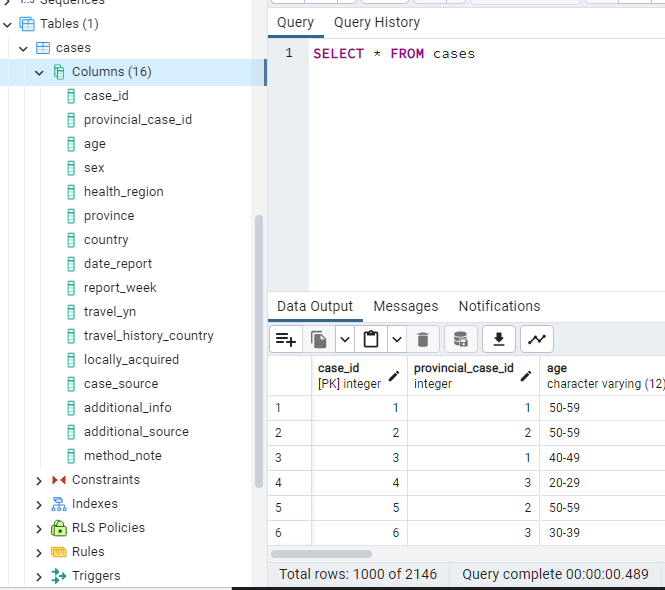 Sequences
Tables (1)
cases
Columns (16)
case_id
provincial_case_id
age
sex
health_region
province
country
date_report
report_week
travel_yn
travel_history_country
locally_acquired
case_source
additional_info
additional_source
method_note
Constraints
Indexes
RLS Policies
Rules
Triggers
Query Query History
1 SELECT * FROM cases
Data Output Messages Notifications
case_id provincial_case_id age
[PK] integer integer character varying (12)
1 1 1 50-59
2 2 2 50-59
3 3 1 40-49
4 4 3 20-29
5 5 2 50-59
6 6 3 30-39
Total rows: 1000 of 2146 Query complete 00:00:00.489